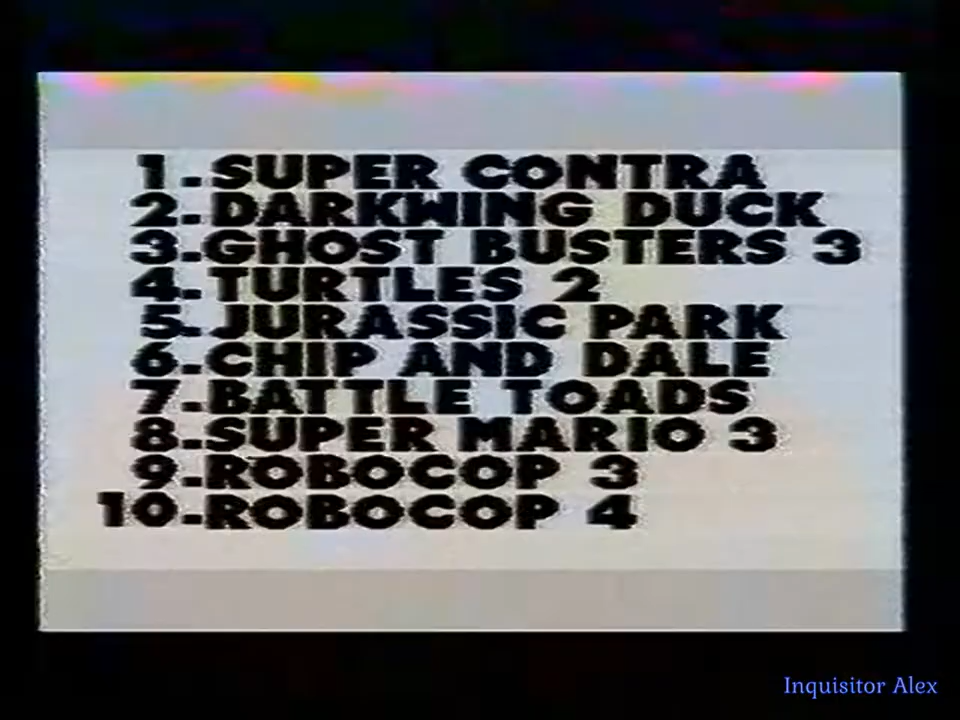 1.SUPER CONTRA
2.DARKWING DUCK
3.GHOST BUSTERS 3
4.TURTLES 2
5.JURASSIC PARK
6.CHIP AND DALE
7.BATTLE TOADS
8.SUPER MARIO 3
9.ROBOCOP 3
10.ROBOCOP 4
Inquisitor Alex